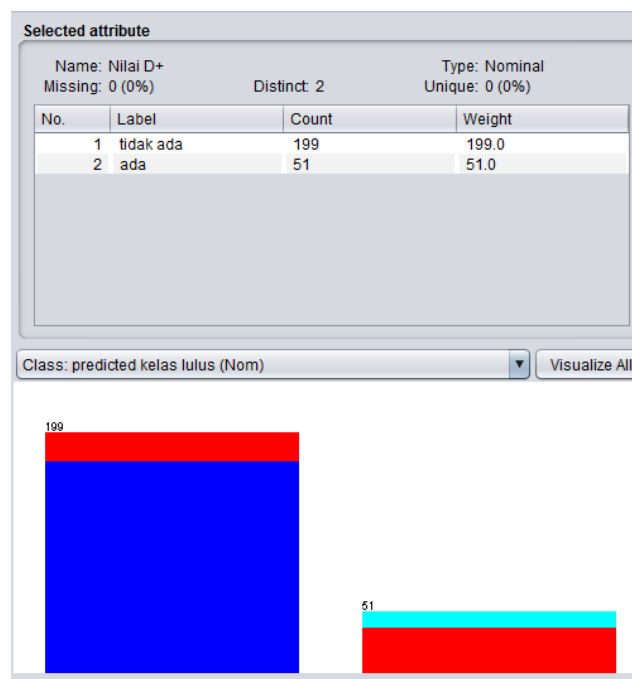 Selected attribute
Name: Nilai D+ Type: Nominal
Missing: 0 (0%) Distinct: 2 Unique: 0 (0%)
No. Label Count Weight
1 tidak ada 199 199.0
2 ada 51 51.0
Class: predicted kelas lulus (Nom) Visualize All
199
51